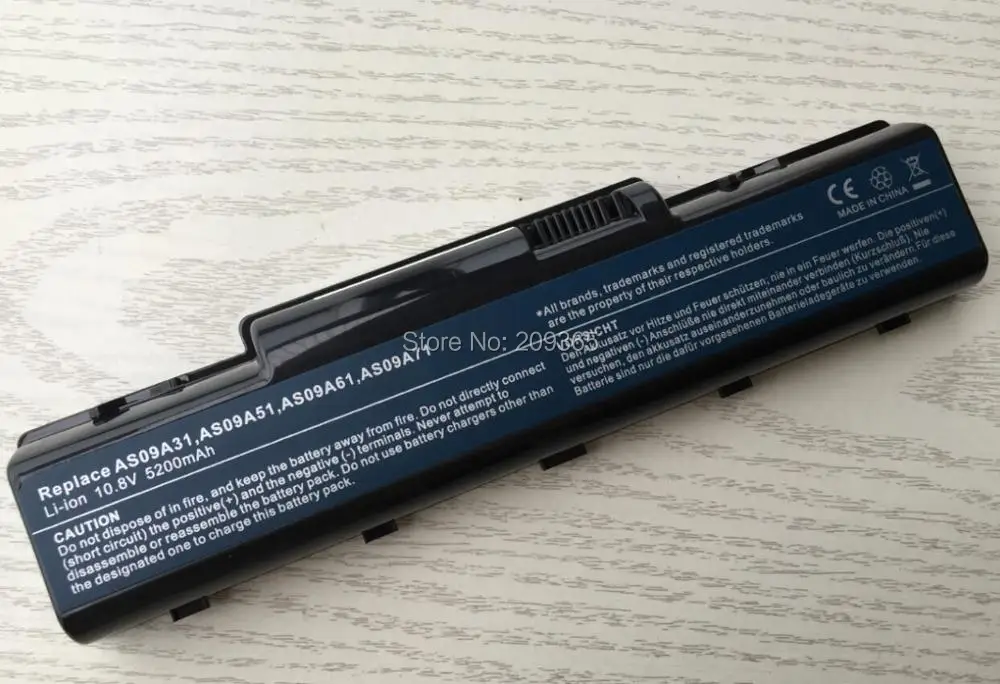 Replace AS09A31,AS09A51,AS09A61,AS09A71
Li-ion 10.8V 5200mAh
CAUTION
Do not dispose of in fire, and keep the battery away from fire. Do not directly connect
(short circuit) the positive(+) and the negative (-) terminals. Never attempt to
disassemble or reassemble the battery pack. Do not use battery chargers other than
the designated one to charge this battery pack.
*All brands, trademarks and registered trademarks
are the property of their respective holders.
CE
MADE IN CHINA
Den Akkusatz vor Hitze und Feuer schützen; nie in ein Feuer werfen. Die positiven(+)
und negativen (-) Anschlüße nie direkt miteinander verbinden (Kurzschluß). Nie
versuchen, den akkusatz auseinanderzunehmen oder zu verändern. Für diese
Batterie niemals die dafür vorgesehenen Batterieladegeräte verwenden.
Store No: 209365